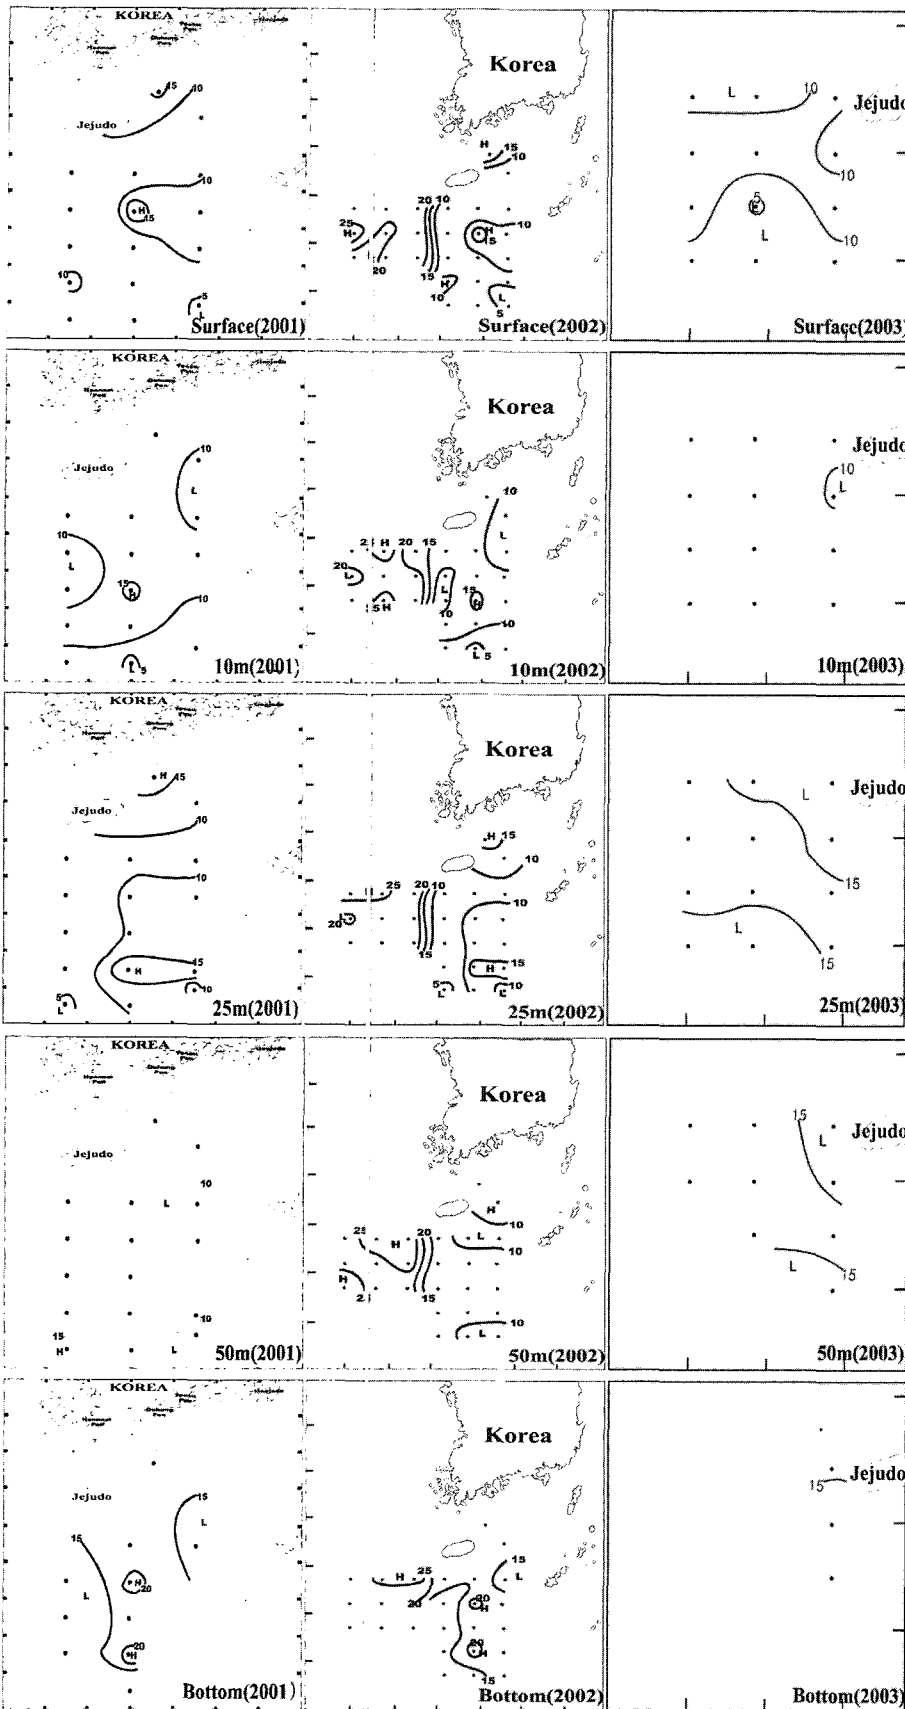 KOREA
15
10
Jejudo
10
H
15
10
5
L
Surface(2001)
Korea
H
15
10
20
10
25
H
20
15
10
H
15
H
10
L
5
Surface(2002)
L
10
Jejudo
10
5
L
10
Surface(2003)
KOREA
10
Jejudo
L
10
L
15
H
10
L
5
10m(2001)
Korea
10
L
H
20
15
20
L
L
15
H
H
10
10
L
5
10m(2002)
Jejudo
10
L
10m(2003)
KOREA
H
15
Jejudo
10
10
15
H
10
5
L
25m(2001)
Korea
H
15
10
25
20
10
10
20
15
15
H
5
L
10
L
25m(2002)
L
Jejudo
15
L
15
25m(2003)
KOREA
Jejudo
10
L
10
15
H
L
50m(2001)
Korea
H
10
25
H
20
L
10
H
15
10
L
50m(2002)
15
L
Jejudo
L
15
50m(2003)
KOREA
Jejudo
15
L
15
L
H
20
20
H
Bottom(2001)
Korea
15
L
H
25
20
20
H
20
H
15
Bottom(2002)
15
Jejudo
Bottom(2003)